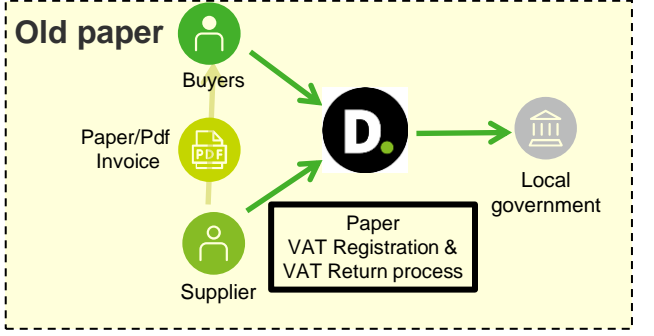 Old paper
Buyers
Paper/Pdf
Invoice
PDF
D.
Local
government
Paper
VAT Registration &
VAT Return process
Supplier